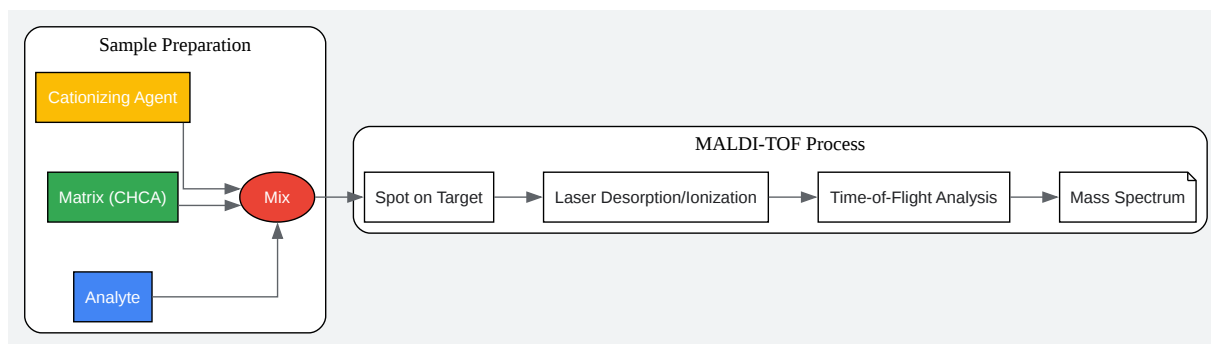 Sample Preparation
Cationizing Agent
Matrix (CHCA)
Mix
Analyte
MALDI-TOF Process
Spot on Target
Laser Desorption/Ionization
Time-of-Flight Analysis
Mass Spectrum